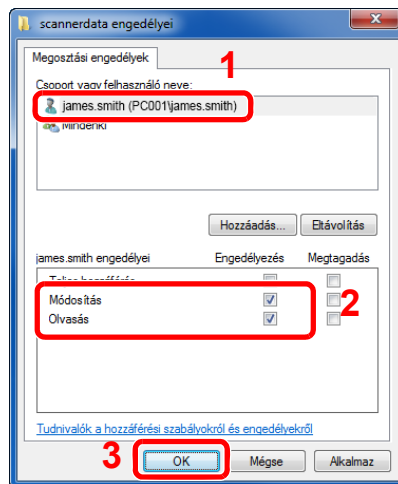 scannerdata engedélyei
Megosztási engedélyek
1
Csoport vagy felhasználó neve:
james.smith (PC001\james.smith)
Mindenki
Hozzáadás... Eltávolítás
james.smith engedélyei Engedélyezés Megtagadás
Teljes hozzáférés
Módosítás
2
Olvasás
Tudnivalók a hozzáférési szabályokról és engedélyekről
3
OK Mégse Alkalmaz